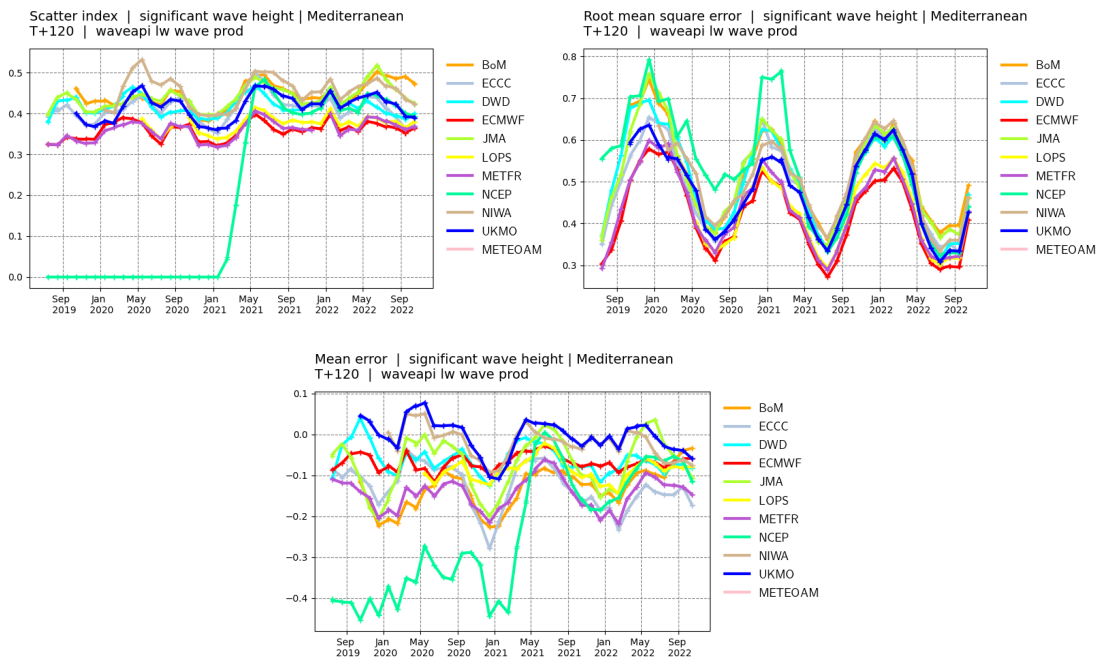 Scatter index | significant wave height | Mediterranean
T+120 | waveapi lw wave prod
0.5
0.4
0.3
0.2
0.1
0.0
Sep 2019
Jan 2020
May 2020
Sep 2020
Jan 2021
May 2021
Sep 2021
Jan 2022
May 2022
Sep 2022
BoM
ECCC
DWD
ECMWF
JMA
LOPS
METFR
NCEP
NIWA
UKMO
METEOAM
Root mean square error | significant wave height | Mediterranean
T+120 | waveapi lw wave prod
0.8
0.7
0.6
0.5
0.4
0.3
Sep 2019
Jan 2020
May 2020
Sep 2020
Jan 2021
May 2021
Sep 2021
Jan 2022
May 2022
Sep 2022
BoM
ECCC
DWD
ECMWF
JMA
LOPS
METFR
NCEP
NIWA
UKMO
METEOAM
Mean error | significant wave height | Mediterranean
T+120 | waveapi lw wave prod
0.1
0.0
−0.1
−0.2
−0.3
−0.4
Sep 2019
Jan 2020
May 2020
Sep 2020
Jan 2021
May 2021
Sep 2021
Jan 2022
May 2022
Sep 2022
BoM
ECCC
DWD
ECMWF
JMA
LOPS
METFR
NCEP
NIWA
UKMO
METEOAM